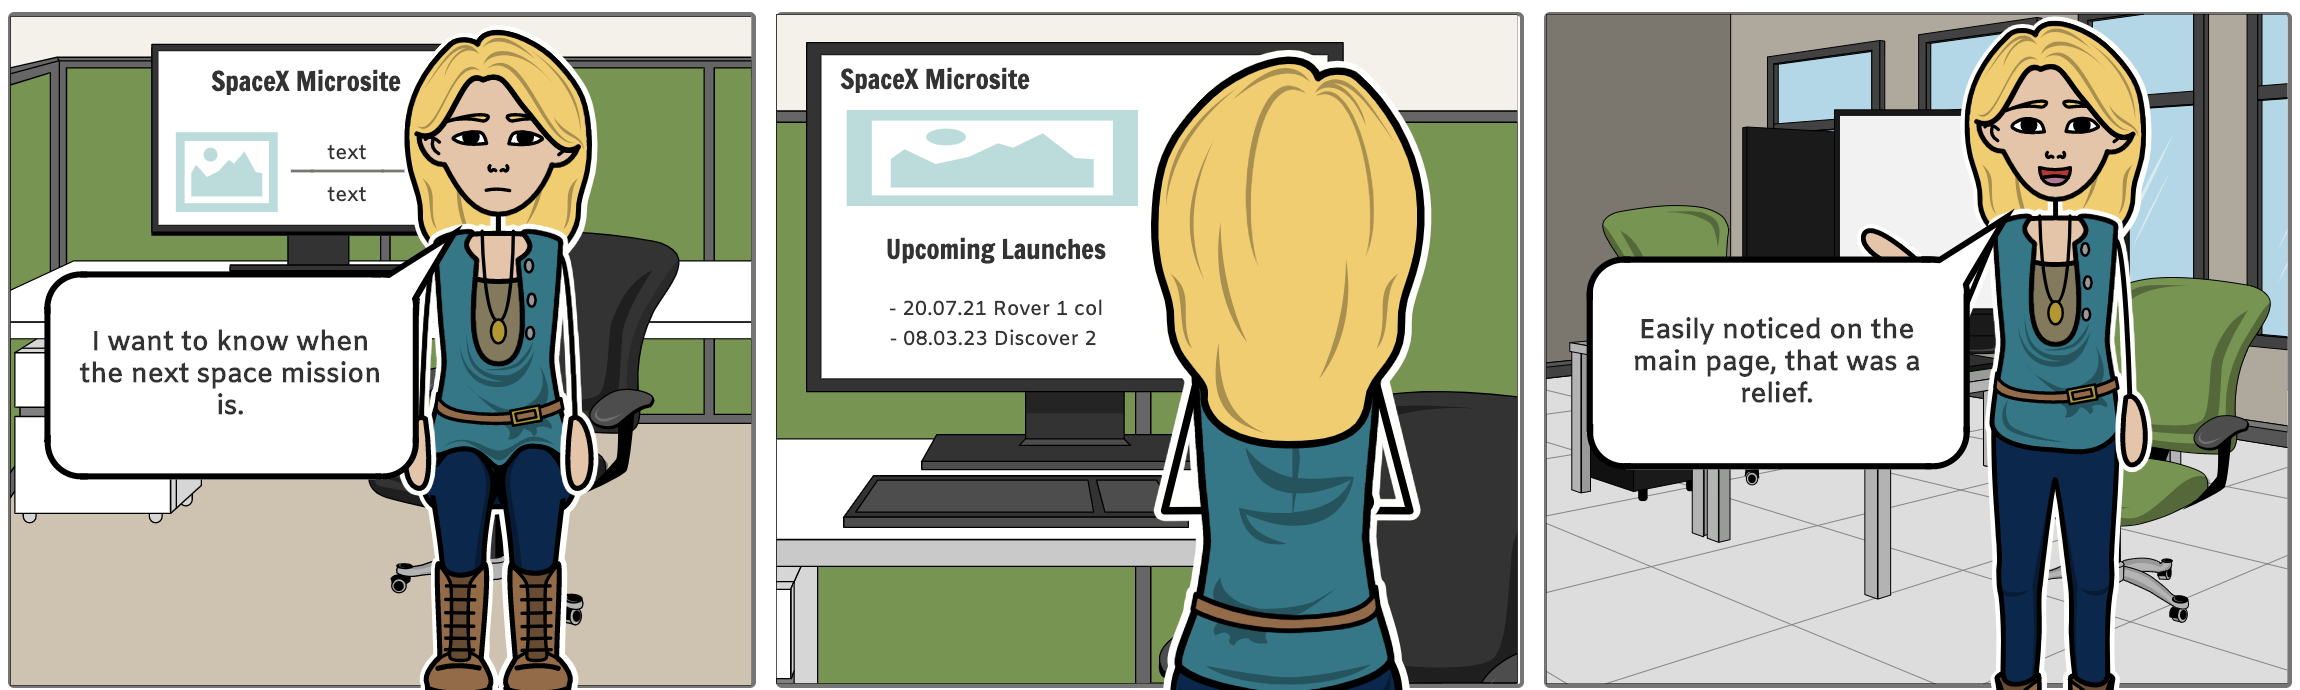 SpaceX Microsite
text
text
I want to know when
the next space mission
is.
SpaceX Microsite
Upcoming Launches
- 20.07.21 Rover 1 col
- 08.03.23 Discover 2
Easily noticed on the
main page, that was a
relief.